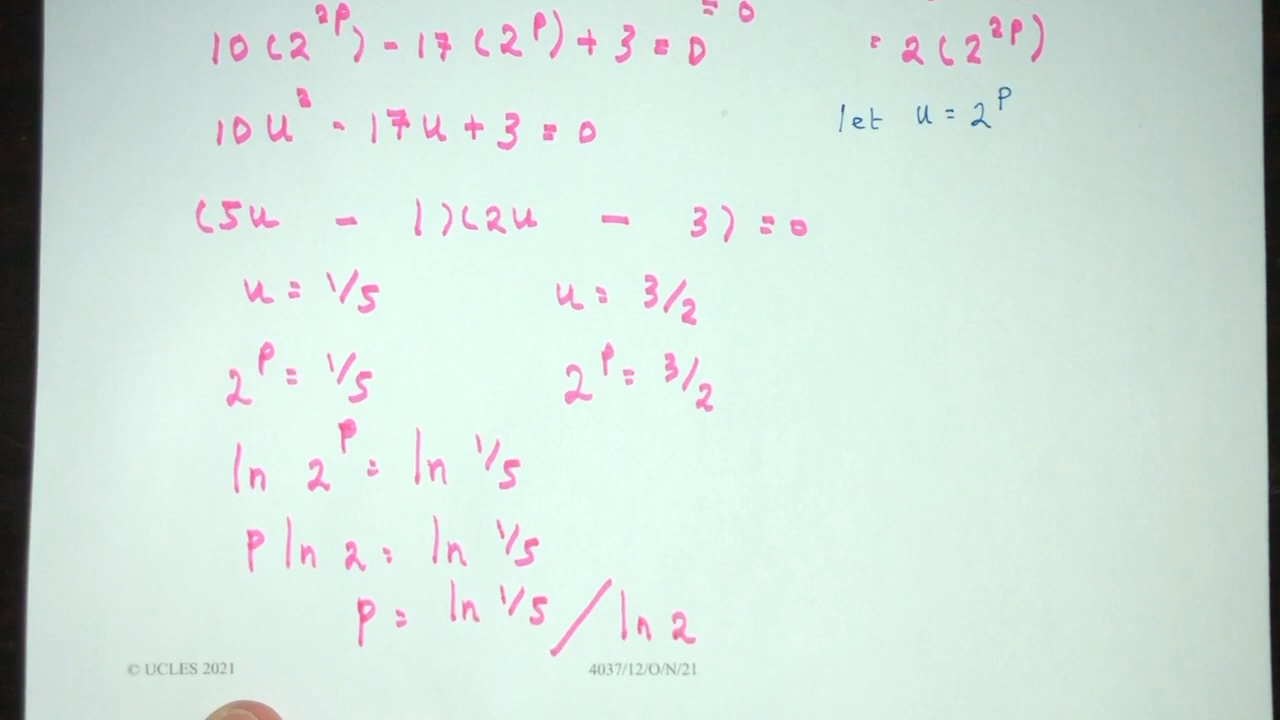 = 0
10(2^2p) - 17(2^p) + 3 = 0
= 2(2^2p)
10u^2 - 17u + 3 = 0
let u = 2^p
(5u - 1)(2u - 3) = 0
u = 1/5 u = 3/2
2^p = 1/5 2^p = 3/2
ln 2^p = ln 1/5
p ln 2 = ln 1/5
p = ln 1/5 / ln 2
© UCLES 2021 4037/12/O/N/21